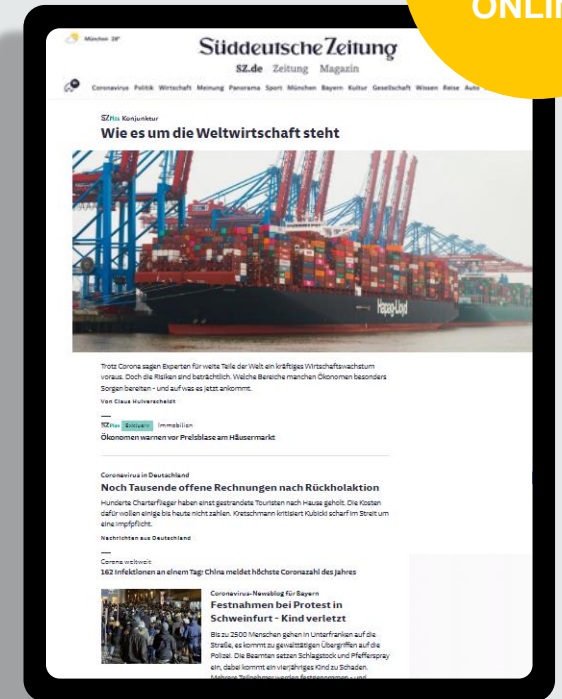 ONLIN
München 28°
Süddeutsche Zeitung
SZ.de Zeitung Magazin
Coronavirus Politik Wirtschaft Meinung Panorama Sport München Bayern Kultur Gesellschaft Wissen Reise Auto
SZPlus Konjunktur
Wie es um die Weltwirtschaft steht
Hapag-Lloyd
Trotz Corona sagen Experten für weite Teile der Welt ein kräftiges Wirtschaftswachstum
voraus. Doch die Risiken sind beträchtlich. Welche Bereiche manchen Ökonomen besonders
Sorgen bereiten - und auf was es jetzt ankommt.
Von Claus Hulverscheidt
SZPlus Exklusiv Immobilien
Ökonomen warnen vor Preisblase am Häusermarkt
Coronavirus in Deutschland
Noch Tausende offene Rechnungen nach Rückholaktion
Hunderte Charterflieger haben einst gestrandete Touristen nach Hause geholt. Die Kosten
dafür wollen einige bis heute nicht zahlen. Kretschmann kritisiert Kubicki scharf im Streit um
eine Impfpflicht.
Nachrichten aus Deutschland
Corona weltweit
162 Infektionen an einem Tag: China meldet höchste Coronazahl des Jahres
Coronavirus-Newsblog für Bayern
Festnahmen bei Protest in
Schweinfurt - Kind verletzt
Bis zu 2500 Menschen gehen in Unterfranken auf die
Straße, es kommt zu gewalttätigen Übergriffen auf die
Polizei. Die Beamten setzen Schlagstock und Pfefferspray
ein, dabei kommt ein vierjähriges Kind zu Schaden.
Mehrere Teilnehmer werden festgenommen - und